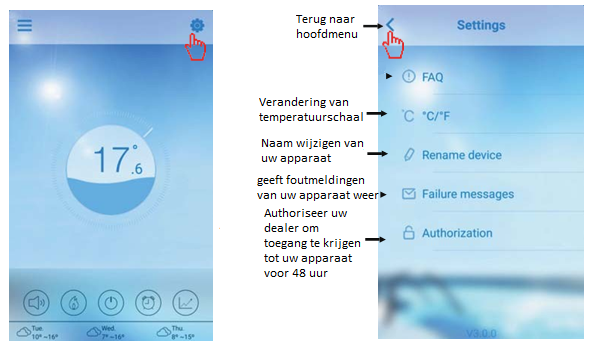 17°.6
Tue.
10° ~16°
Wed.
7° ~16°
Thu.
8° ~15°
Terug naar
hoofdmenu
Verandering van
temperatuurschaal
Naam wijzigen van
uw apparaat
geeft foutmeldingen
van uw apparaat weer
Authoriseer uw
dealer om
toegang te krijgen
tot uw apparaat
voor 48 uur
Settings
FAQ
°C °C/°F
Rename device
Failure messages
Authorization
V3.0.0